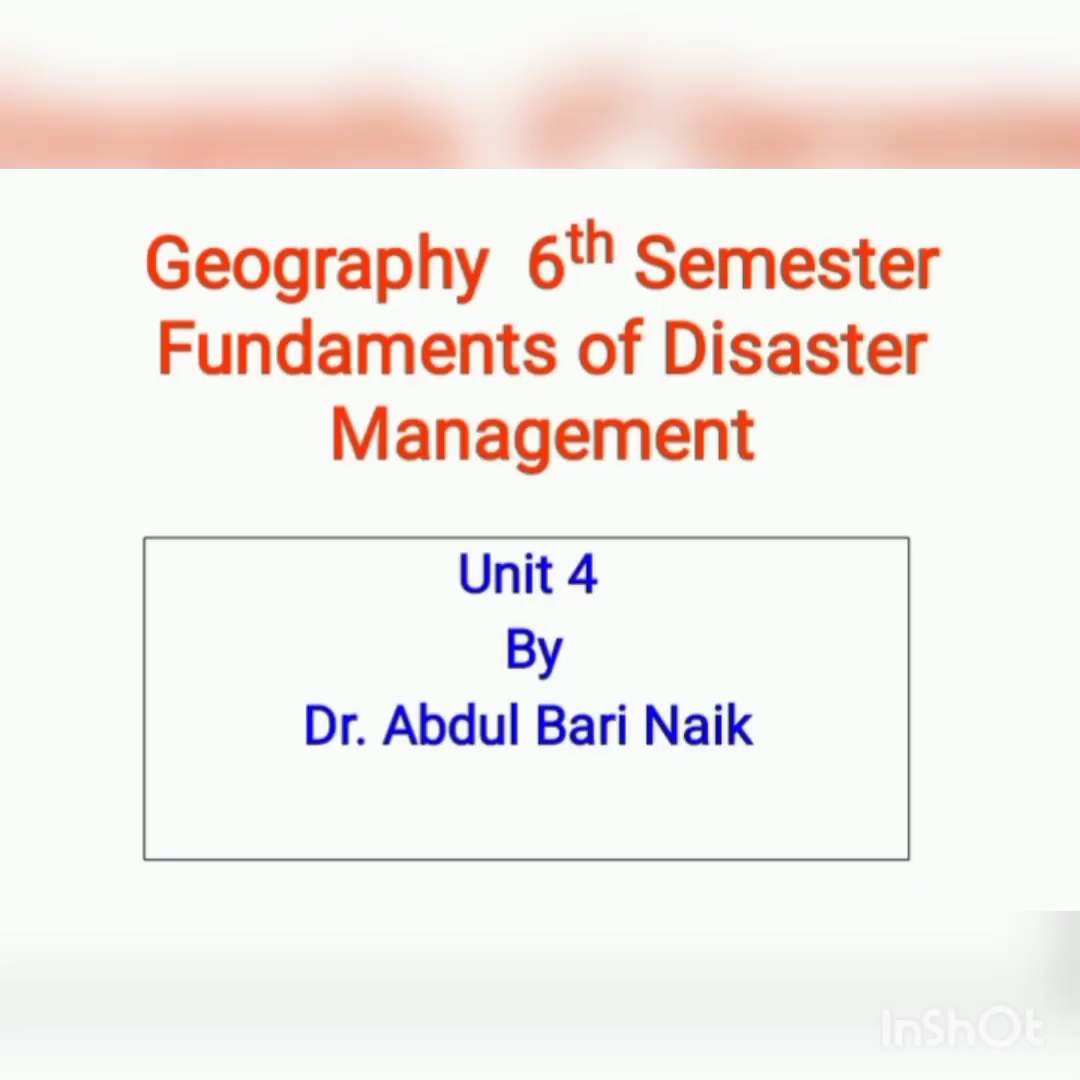 Geography 6th Semester
Fundaments of Disaster
Management
Unit 4
By
Dr. Abdul Bari Naik
InShOt